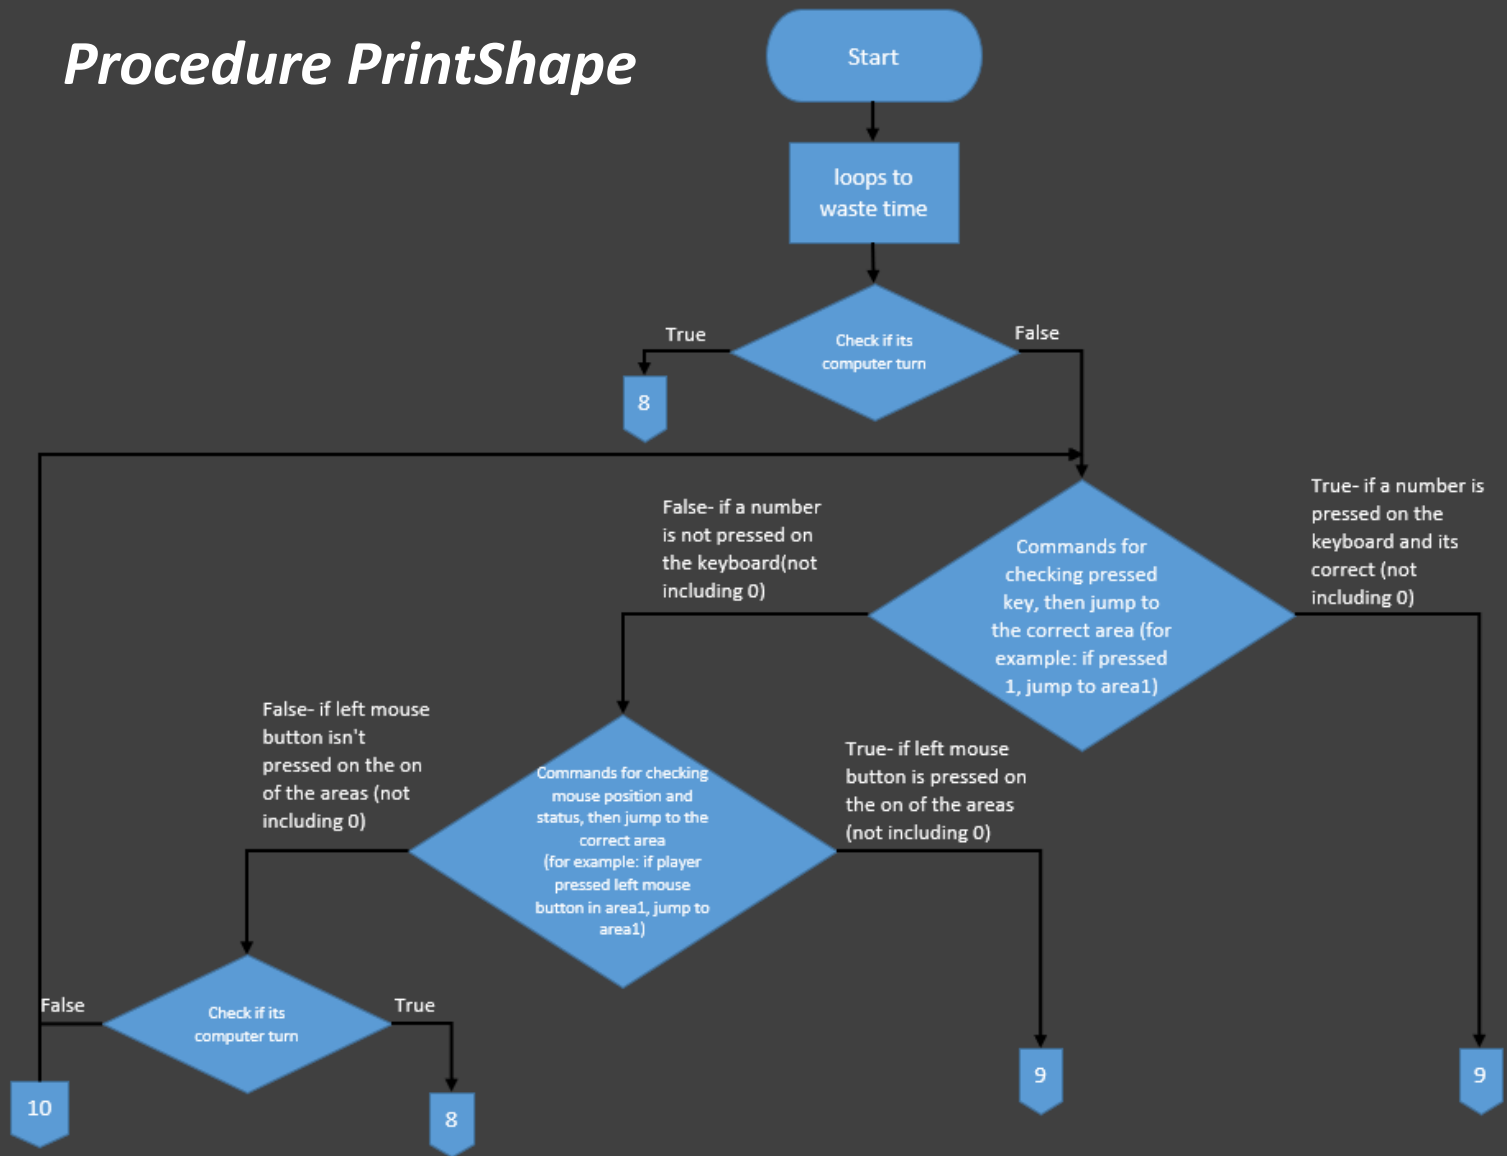 Procedure PrintShape
Start
loops to
waste time
Check if its
computer turn
True
False
8
False- if a number
is not pressed on
the keyboard(not
including 0)
Commands for
checking pressed
key, then jump to
the correct area (for
example: if pressed
1, jump to area1)
True- if a number is
pressed on the
keyboard and its
correct (not
including 0)
False- if left mouse
button isn't
pressed on the on
of the areas (not
including 0)
Commands for checking
mouse position and
status, then jump to the
correct area
(for example: if player
pressed left mouse
button in area1, jump to
area1)
True- if left mouse
button is pressed on
the on of the areas
(not including 0)
False
Check if its
computer turn
True
10
8
9
9